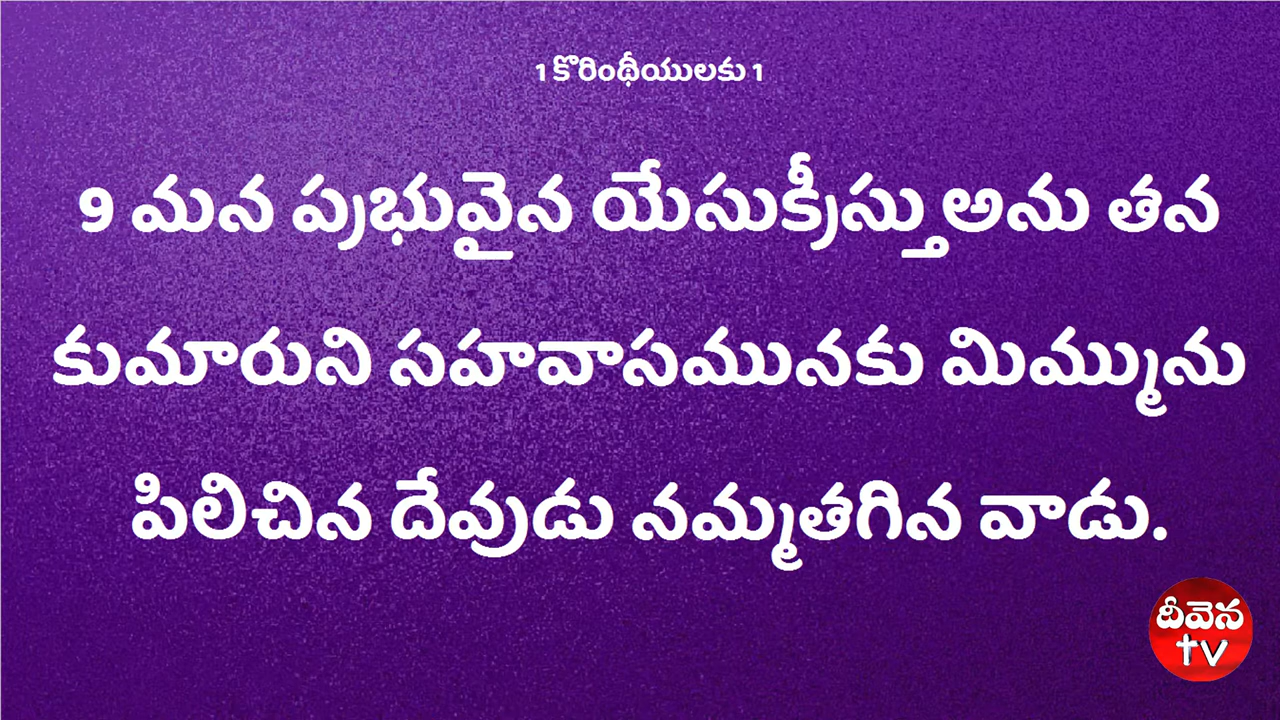 1 కొరింథీయులకు 1
9 మన ప్రభువైన యేసుక్రీస్తుఅను తన
కుమారుని సహవాసమునకు మిమ్మును
పిలిచిన దేవుడు నమ్మతగిన వాడు.
దీవెన
tv